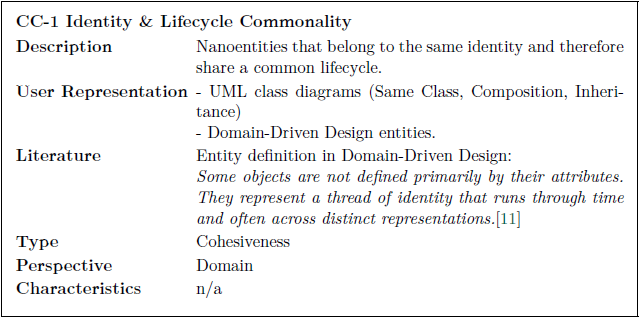 CC-1 Identity & Lifecycle Commonality
Description Nanoentities that belong to the same identity and therefore
share a common lifecycle.
User Representation - UML class diagrams (Same Class, Composition, Inheri-
tance)
- Domain-Driven Design entities.
Literature Entity definition in Domain-Driven Design:
Some objects are not defined primarily by their attributes.
They represent a thread of identity that runs through time
and often across distinct representations.[11]
Type Cohesiveness
Perspective Domain
Characteristics n/a